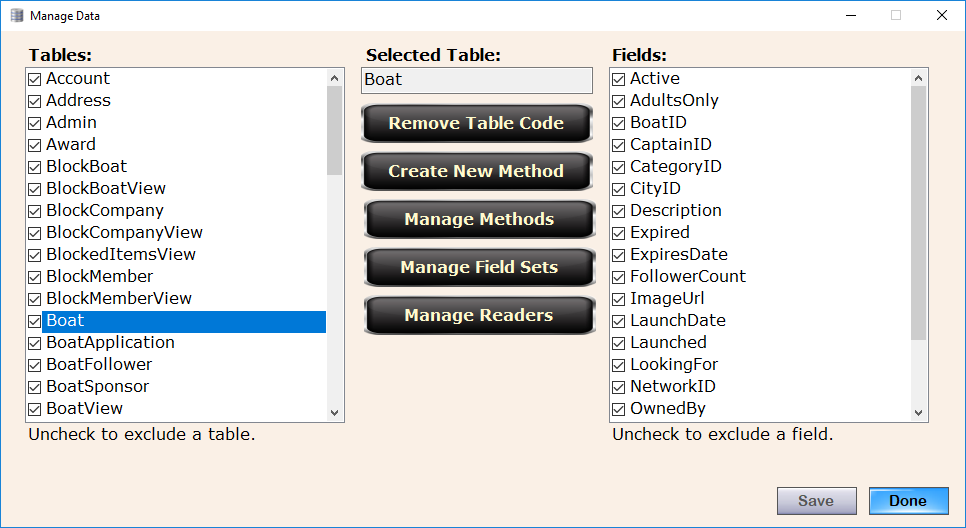 Manage Data
Tables:
Account
Address
Admin
Award
BlockBoat
BlockBoatView
BlockCompany
BlockCompanyView
BlockedItemsView
BlockMember
BlockMemberView
Boat
BoatApplication
BoatFollower
BoatSponsor
BoatView
Uncheck to exclude a table.
Selected Table:
Boat
Remove Table Code
Create New Method
Manage Methods
Manage Field Sets
Manage Readers
Fields:
Active
AdultsOnly
BoatID
CaptainID
CategoryID
CityID
Description
Expired
ExpiresDate
FollowerCount
ImageUrl
LaunchDate
Launched
LookingFor
NetworkID
OwnedBy
Uncheck to exclude a field.
Save
Done